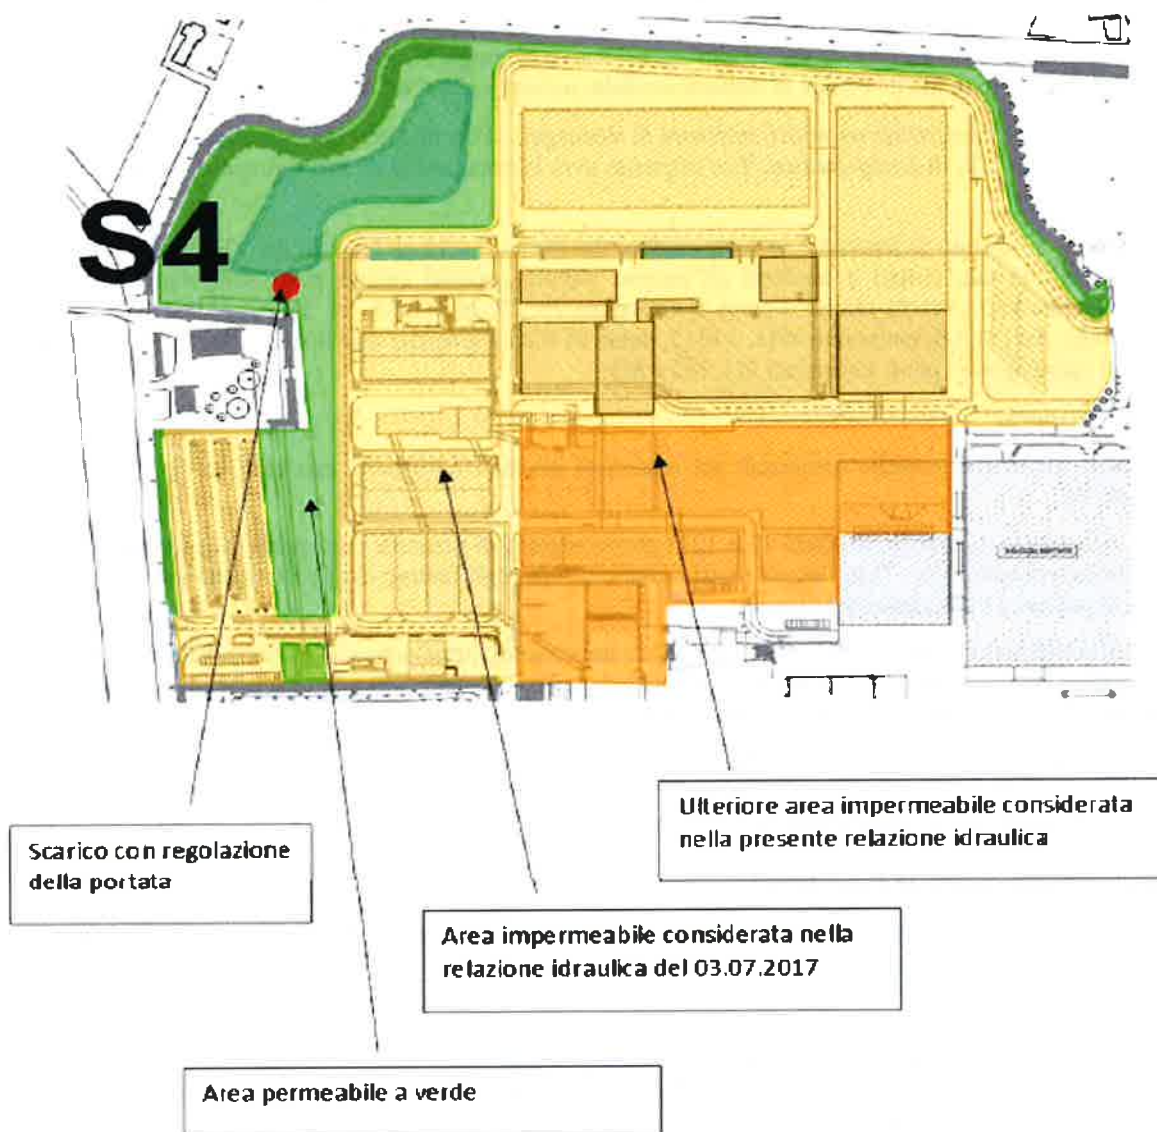 S4
Ulteriore area impermeabile considerata
nella presente relazione idraulica
Scarico con regolazione
della portata
Area impermeabile considerata nella
relazione idraulica del 03.07.2017
Area permeabile a verde